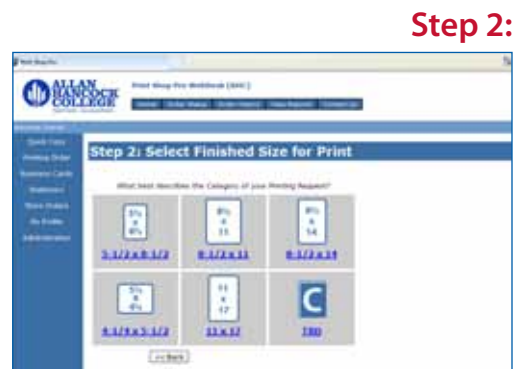 Step 2:
Print Shop Pro
ALLAN
HANCOCK
COLLEGE
Print Shop Pro Webdesk (AHC)
Home Order Status Order History View Reports Contact Us
Quick Copy
Printing Order
Business Cards
Stationery
Store Orders
My Profile
Administration
Step 2: Select Finished Size for Print
What best describes the Category of your Printing Request?
5½ x 8½
8½ x 11
8½ x 14
5-1/2 x 8-1/2
8-1/2 x 11
8-1/2 x 14
5½ x 4¼
11 x 17
C
4-1/4 x 5-1/2
11 x 17
TBD
<< Back